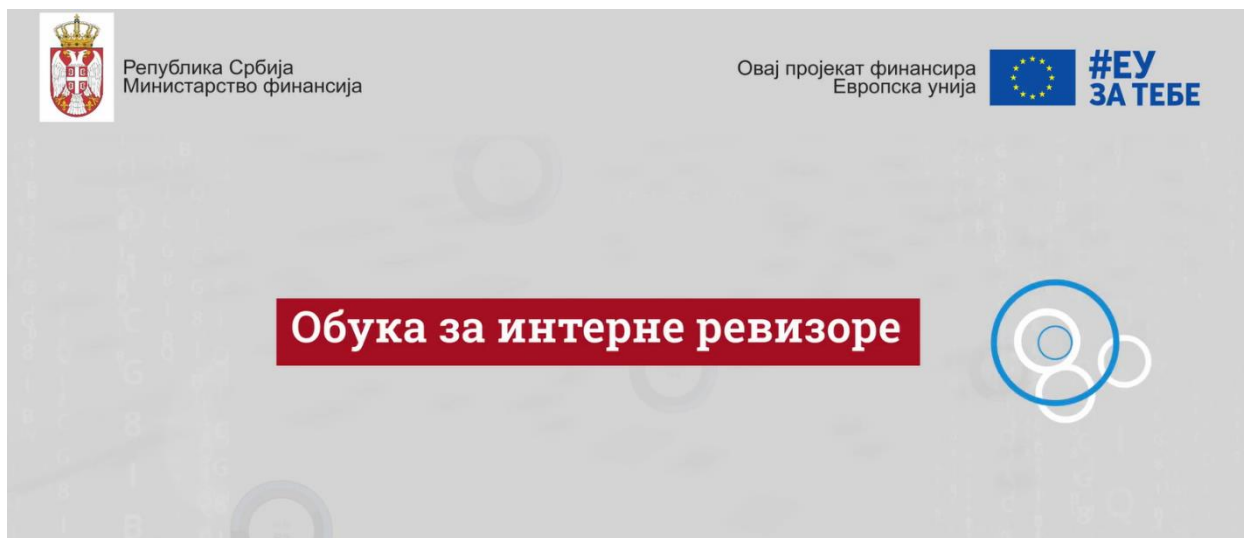 Република Србија
Министарство финансија
Овај пројекат финансира
Европска унија
#ЕУ
ЗА ТЕБЕ
Обука за интерне ревизоре